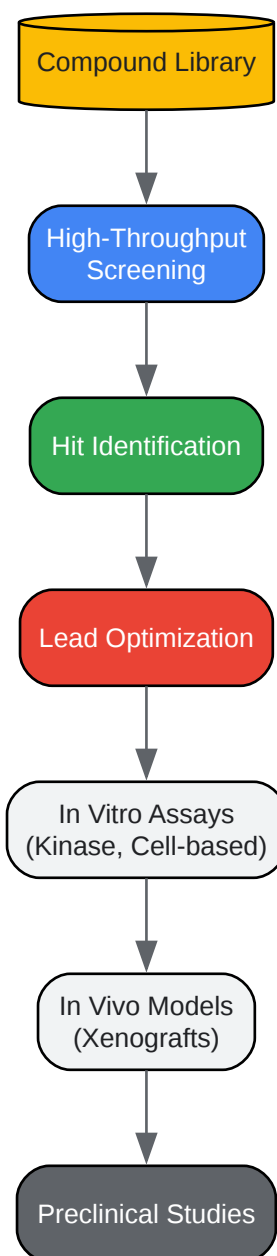 Compound Library
High-Throughput
Screening
Hit Identification
Lead Optimization
In Vitro Assays
(Kinase, Cell-based)
In Vivo Models
(Xenografts)
Preclinical Studies